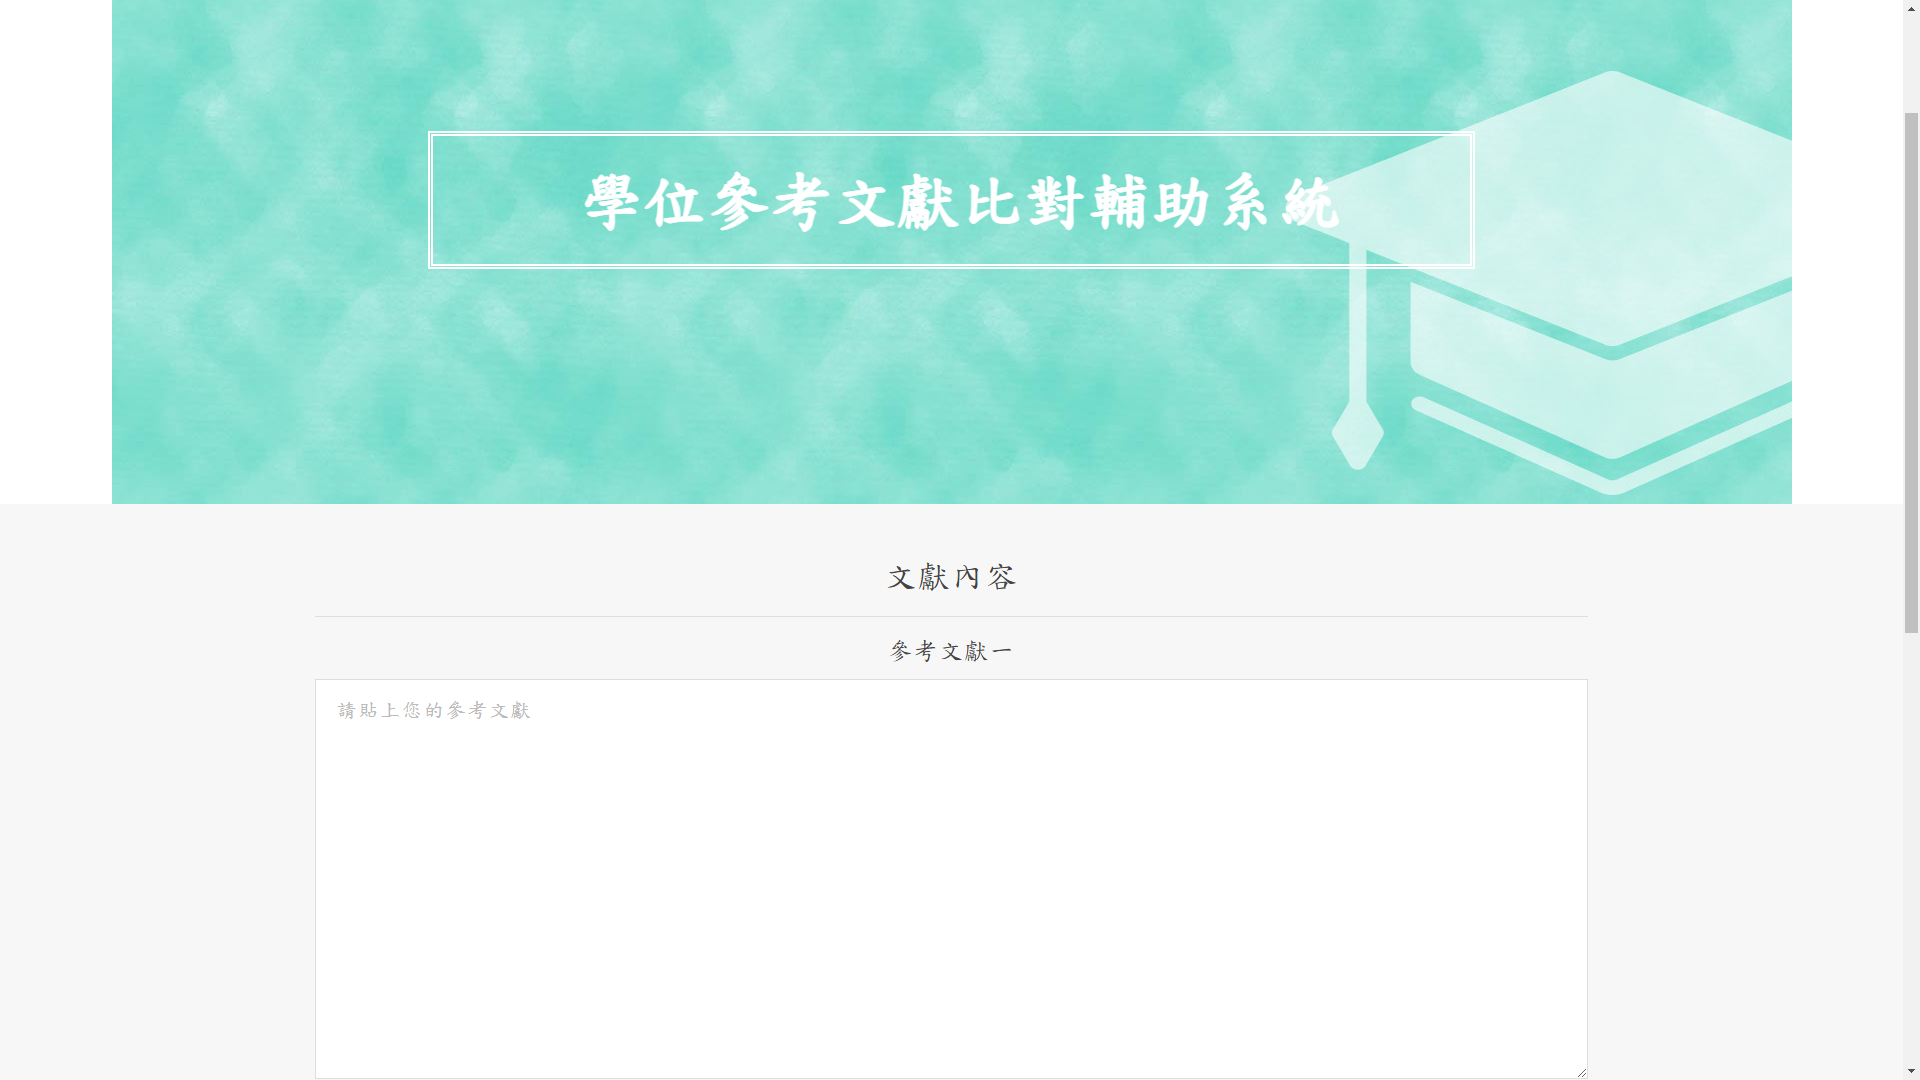 學位參考文獻比對輔助系統
文獻內容
參考文獻一
請貼上您的參考文獻